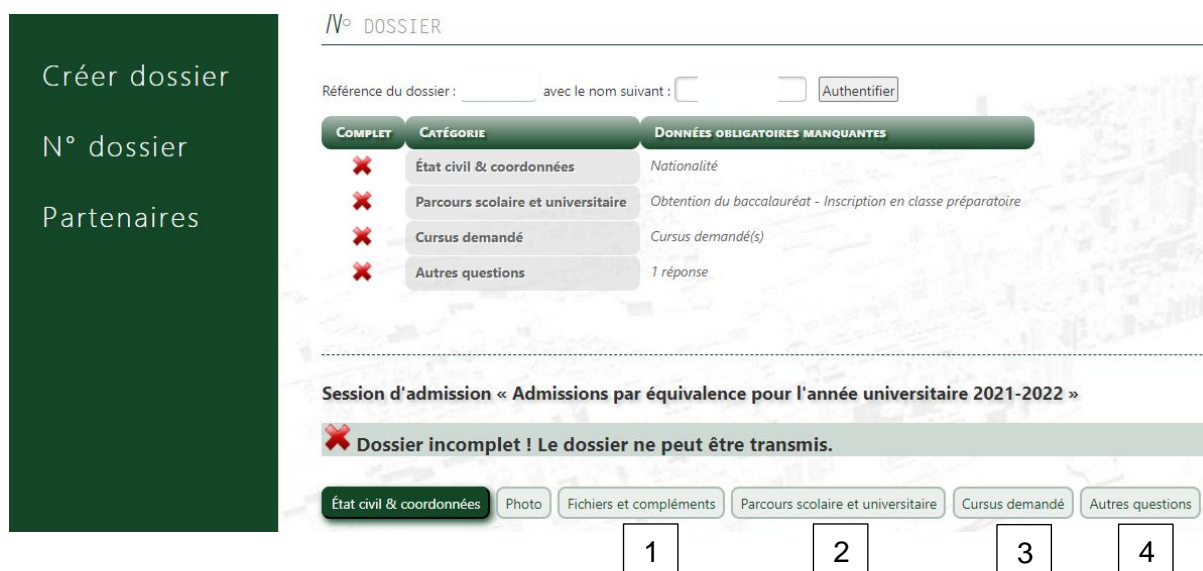 Créer dossier
N° dossier
Partenaires
N° DOSSIER
Référence du dossier : avec le nom suivant : Authentifier
COMPLET CATÉGORIE DONNÉES OBLIGATOIRES MANQUANTES
État civil & coordonnées Nationalité
Parcours scolaire et universitaire Obtention du baccalauréat - Inscription en classe préparatoire
Cursus demandé Cursus demandé(s)
Autres questions 1 réponse
Session d'admission « Admissions par équivalence pour l'année universitaire 2021-2022 »
Dossier incomplet ! Le dossier ne peut être transmis.
État civil & coordonnées Photo Fichiers et compléments Parcours scolaire et universitaire Cursus demandé Autres questions
1 2 3 4